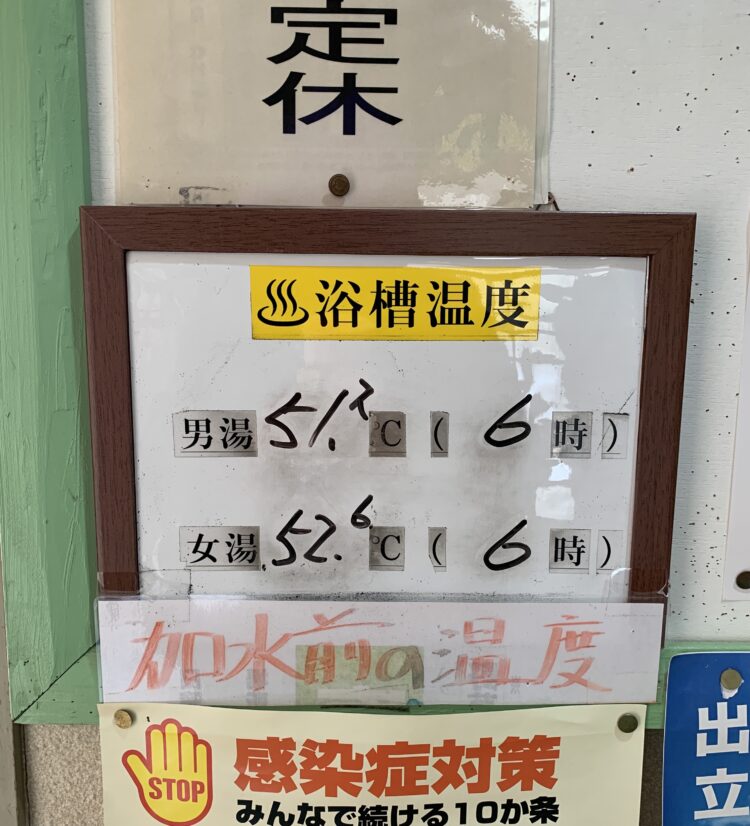 定休
♨浴槽温度
男湯 51.2℃ ( 6時)
女湯 52.6℃ ( 6時)
加水前の温度
STOP
感染症対策
みんなで続ける10か条
出
立